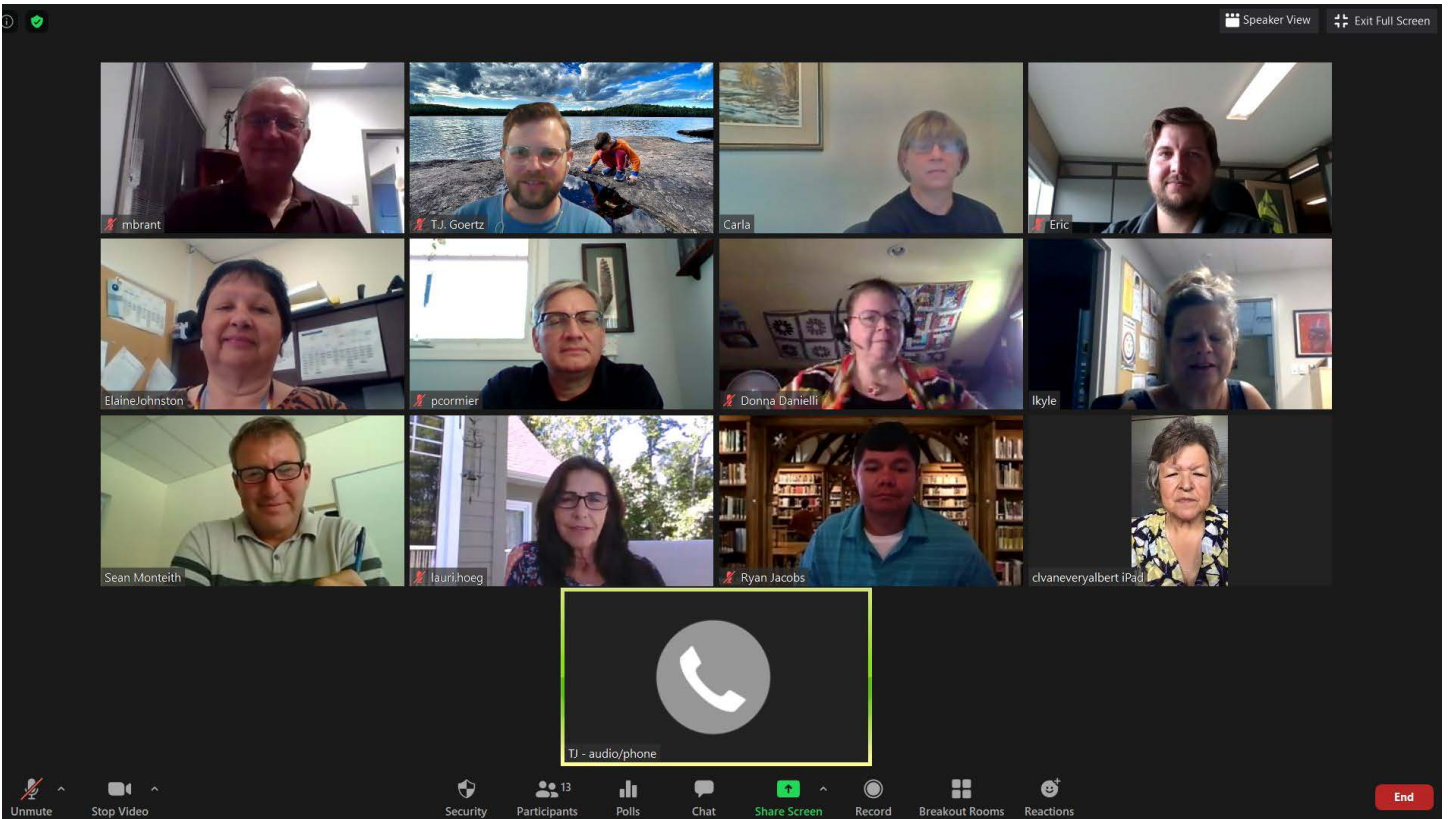 Speaker View
Exit Full Screen
mbrant
T.J. Goertz
Carla
Eric
ElaineJohnston
pcormier
Donna Danielli
lkyle
Sean Monteith
lauri.hoeg
Ryan Jacobs
clvaneveryalbert iPad
TJ - audio/phone
13
Unmute
Stop Video
Security
Participants
Polls
Chat
Share Screen
Record
Breakout Rooms
Reactions
End